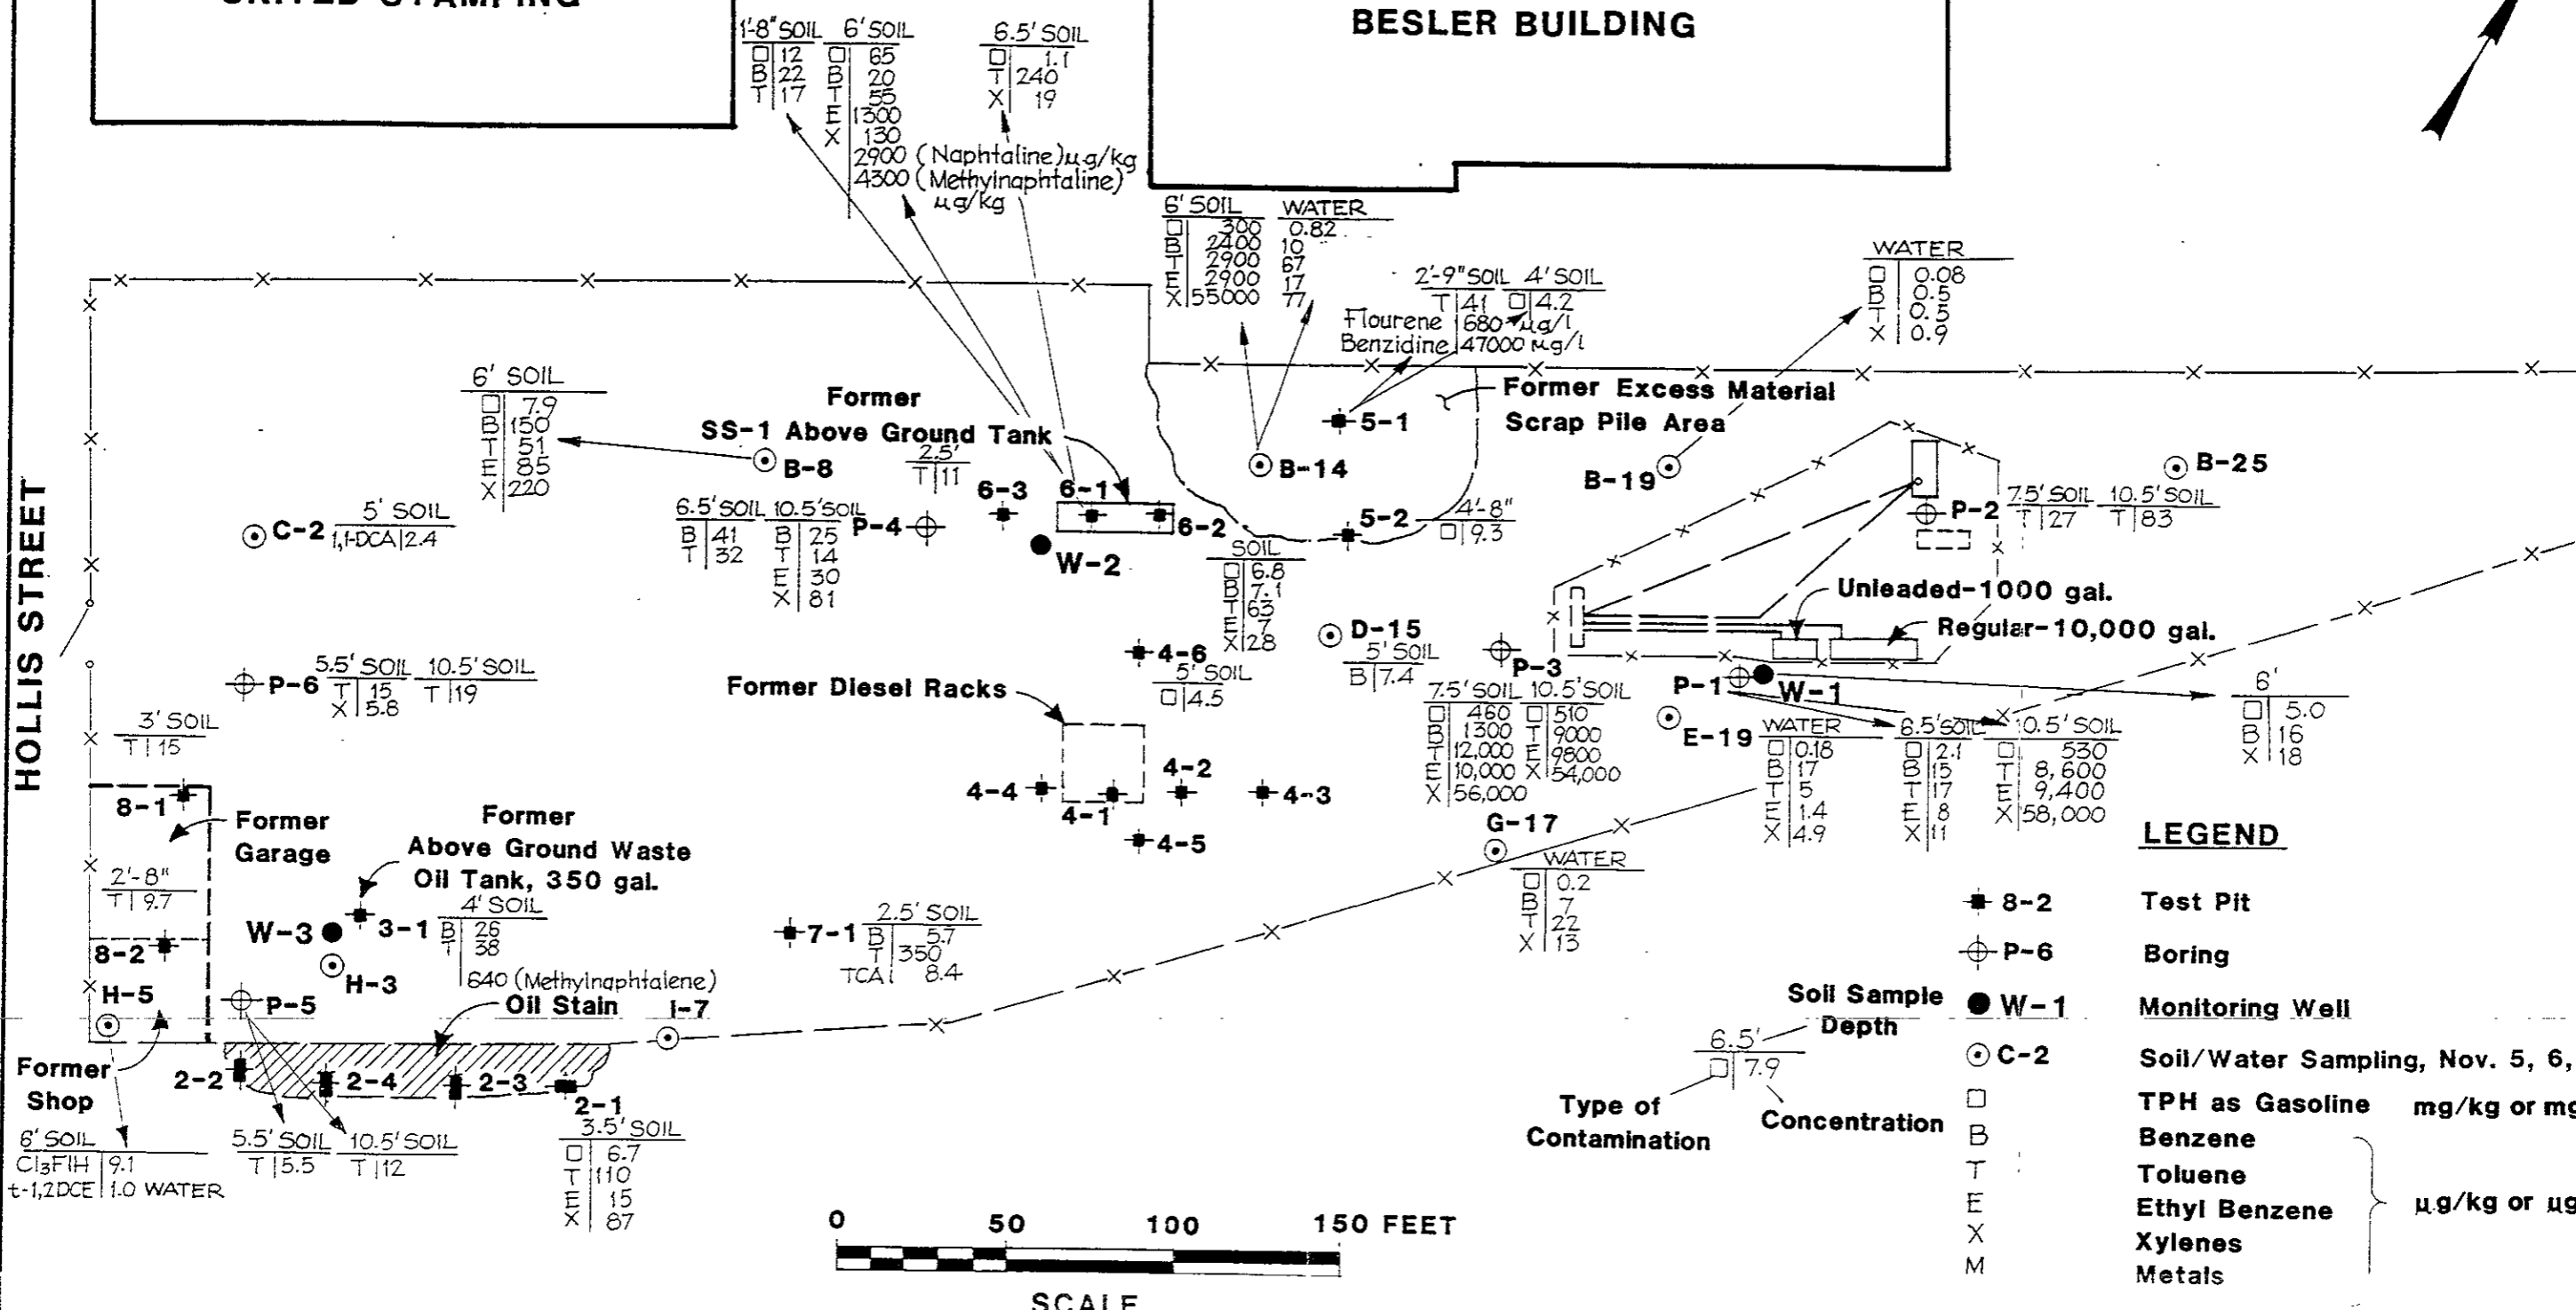 UNITED STAMPING
BESLER BUILDING
1'-8" SOIL
□ 12
B 22
T 17
6' SOIL
□ 65
B 20
T 55
E 1300
X 130
2900 (Naphtaline) µg/kg
4300 (Methylnaphtaline)
µg/kg
6.5' SOIL
□ 1.1
T 240
X 19
6' SOIL WATER
□ 300 0.82
B 2400 10
T 2900 67
E 2900 17
X 55000 77
2'-9" SOIL 4' SOIL
T 41 □ 4.2
Flourene 680 µg/l
Benzidine 47000 µg/l
WATER
□ 0.08
B 0.5
T 0.5
X 0.9
6' SOIL
□ 7.9
B 150
T 51
E 85
X 220
Former
SS-1 Above Ground Tank
B-8
2.5'
T 11
6-3
6-1
6-2
5-1
B-14
Former Excess Material
Scrap Pile Area
B-19
B-25
C-2
5' SOIL
1,1-DCA 2.4
6.5' SOIL 10.5' SOIL
B 41 B 25
T 32 T 14
E 30
X 81
P-4
W-2
5-2
4'-8"
□ 9.3
P-2
7.5' SOIL 10.5' SOIL
T 27 T 83
SOIL
□ 6.8
B 7.1
T 63
E 7
X 28
Unleaded-1000 gal.
Regular-10,000 gal.
HOLLIS STREET
P-6
5.5' SOIL 10.5' SOIL
T 15 T 19
X 5.8
4-6
5' SOIL
□ 4.5
D-15
5' SOIL
B 7.4
P-3
7.5' SOIL 10.5' SOIL
□ 460 □ 510
B 1300 T 9000
T 12,000 E 9800
E 10,000 X 54,000
X 56,000
P-1
W-1
6'
□ 5.0
B 16
X 18
E-19
WATER
□ 0.18
B 17
T 5
E 1.4
X 4.9
6.5' SOIL
□ 2.1
B 15
T 17
E 8
X 11
10.5' SOIL
□ 530
T 8,600
E 9,400
X 58,000
3' SOIL
T 15
Former Diesel Racks
8-1
Former
Garage
Former
Above Ground Waste
Oil Tank, 350 gal.
4-4
4-1
4-2
4-3
4-5
G-17
WATER
□ 0.2
B 7
T 22
X 13
2'-8"
T 9.7
8-2
W-3
3-1
4' SOIL
B 26
T 38
640 (Methylnaphtalene)
H-3
7-1
2.5' SOIL
B 5.7
T 350
TCA 8.4
H-5
P-5
Oil Stain
I-7
Former
Shop
2-2
2-4
2-3
2-1
6' SOIL
Cl3FlH 9.1
t-1,2DCE 1.0 WATER
5.5' SOIL 10.5' SOIL
T 5.5 T 12
3.5' SOIL
□ 6.7
T 110
E 15
X 87
0 50 100 150 FEET
SCALE
Soil Sample
Depth
6.5'
□ 7.9
Type of
Contamination
Concentration
LEGEND
8-2 Test Pit
P-6 Boring
W-1 Monitoring Well
C-2 Soil/Water Sampling, Nov. 5, 6,
□ TPH as Gasoline mg/kg or mg
B Benzene
T Toluene
E Ethyl Benzene µg/kg or µg
X Xylenes
M Metals